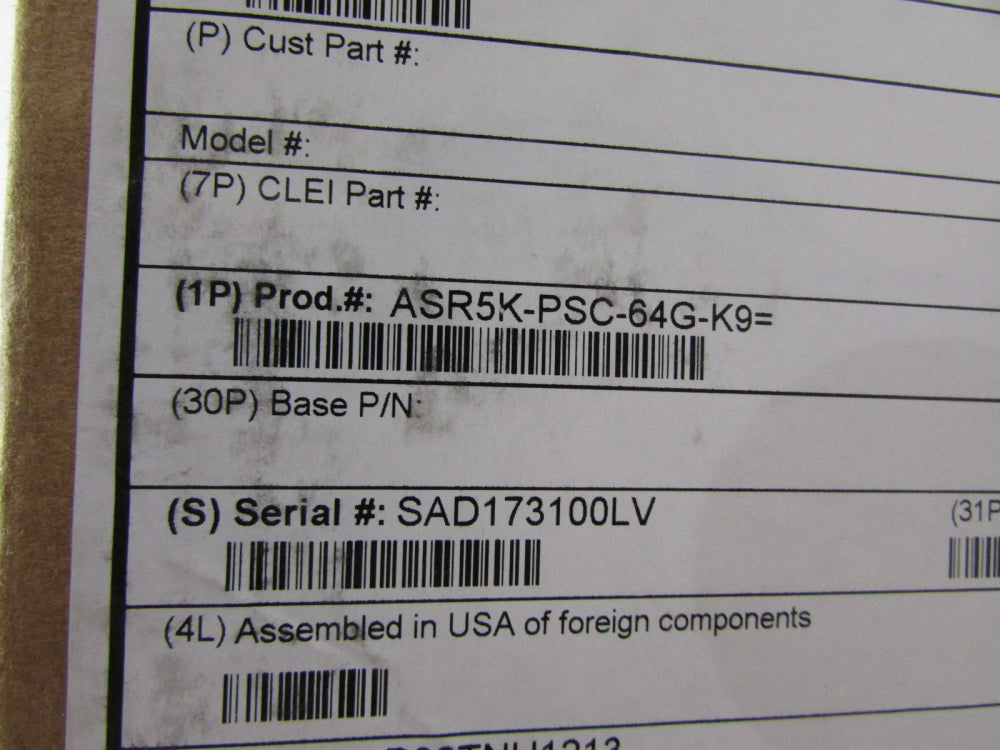 (P) Cust Part #:
Model #:
(7P) CLEI Part #:
(1P) Prod.#: ASR5K-PSC-64G-K9=
(30P) Base P/N:
(S) Serial #: SAD173100LV
(31P
(4L) Assembled in USA of foreign components